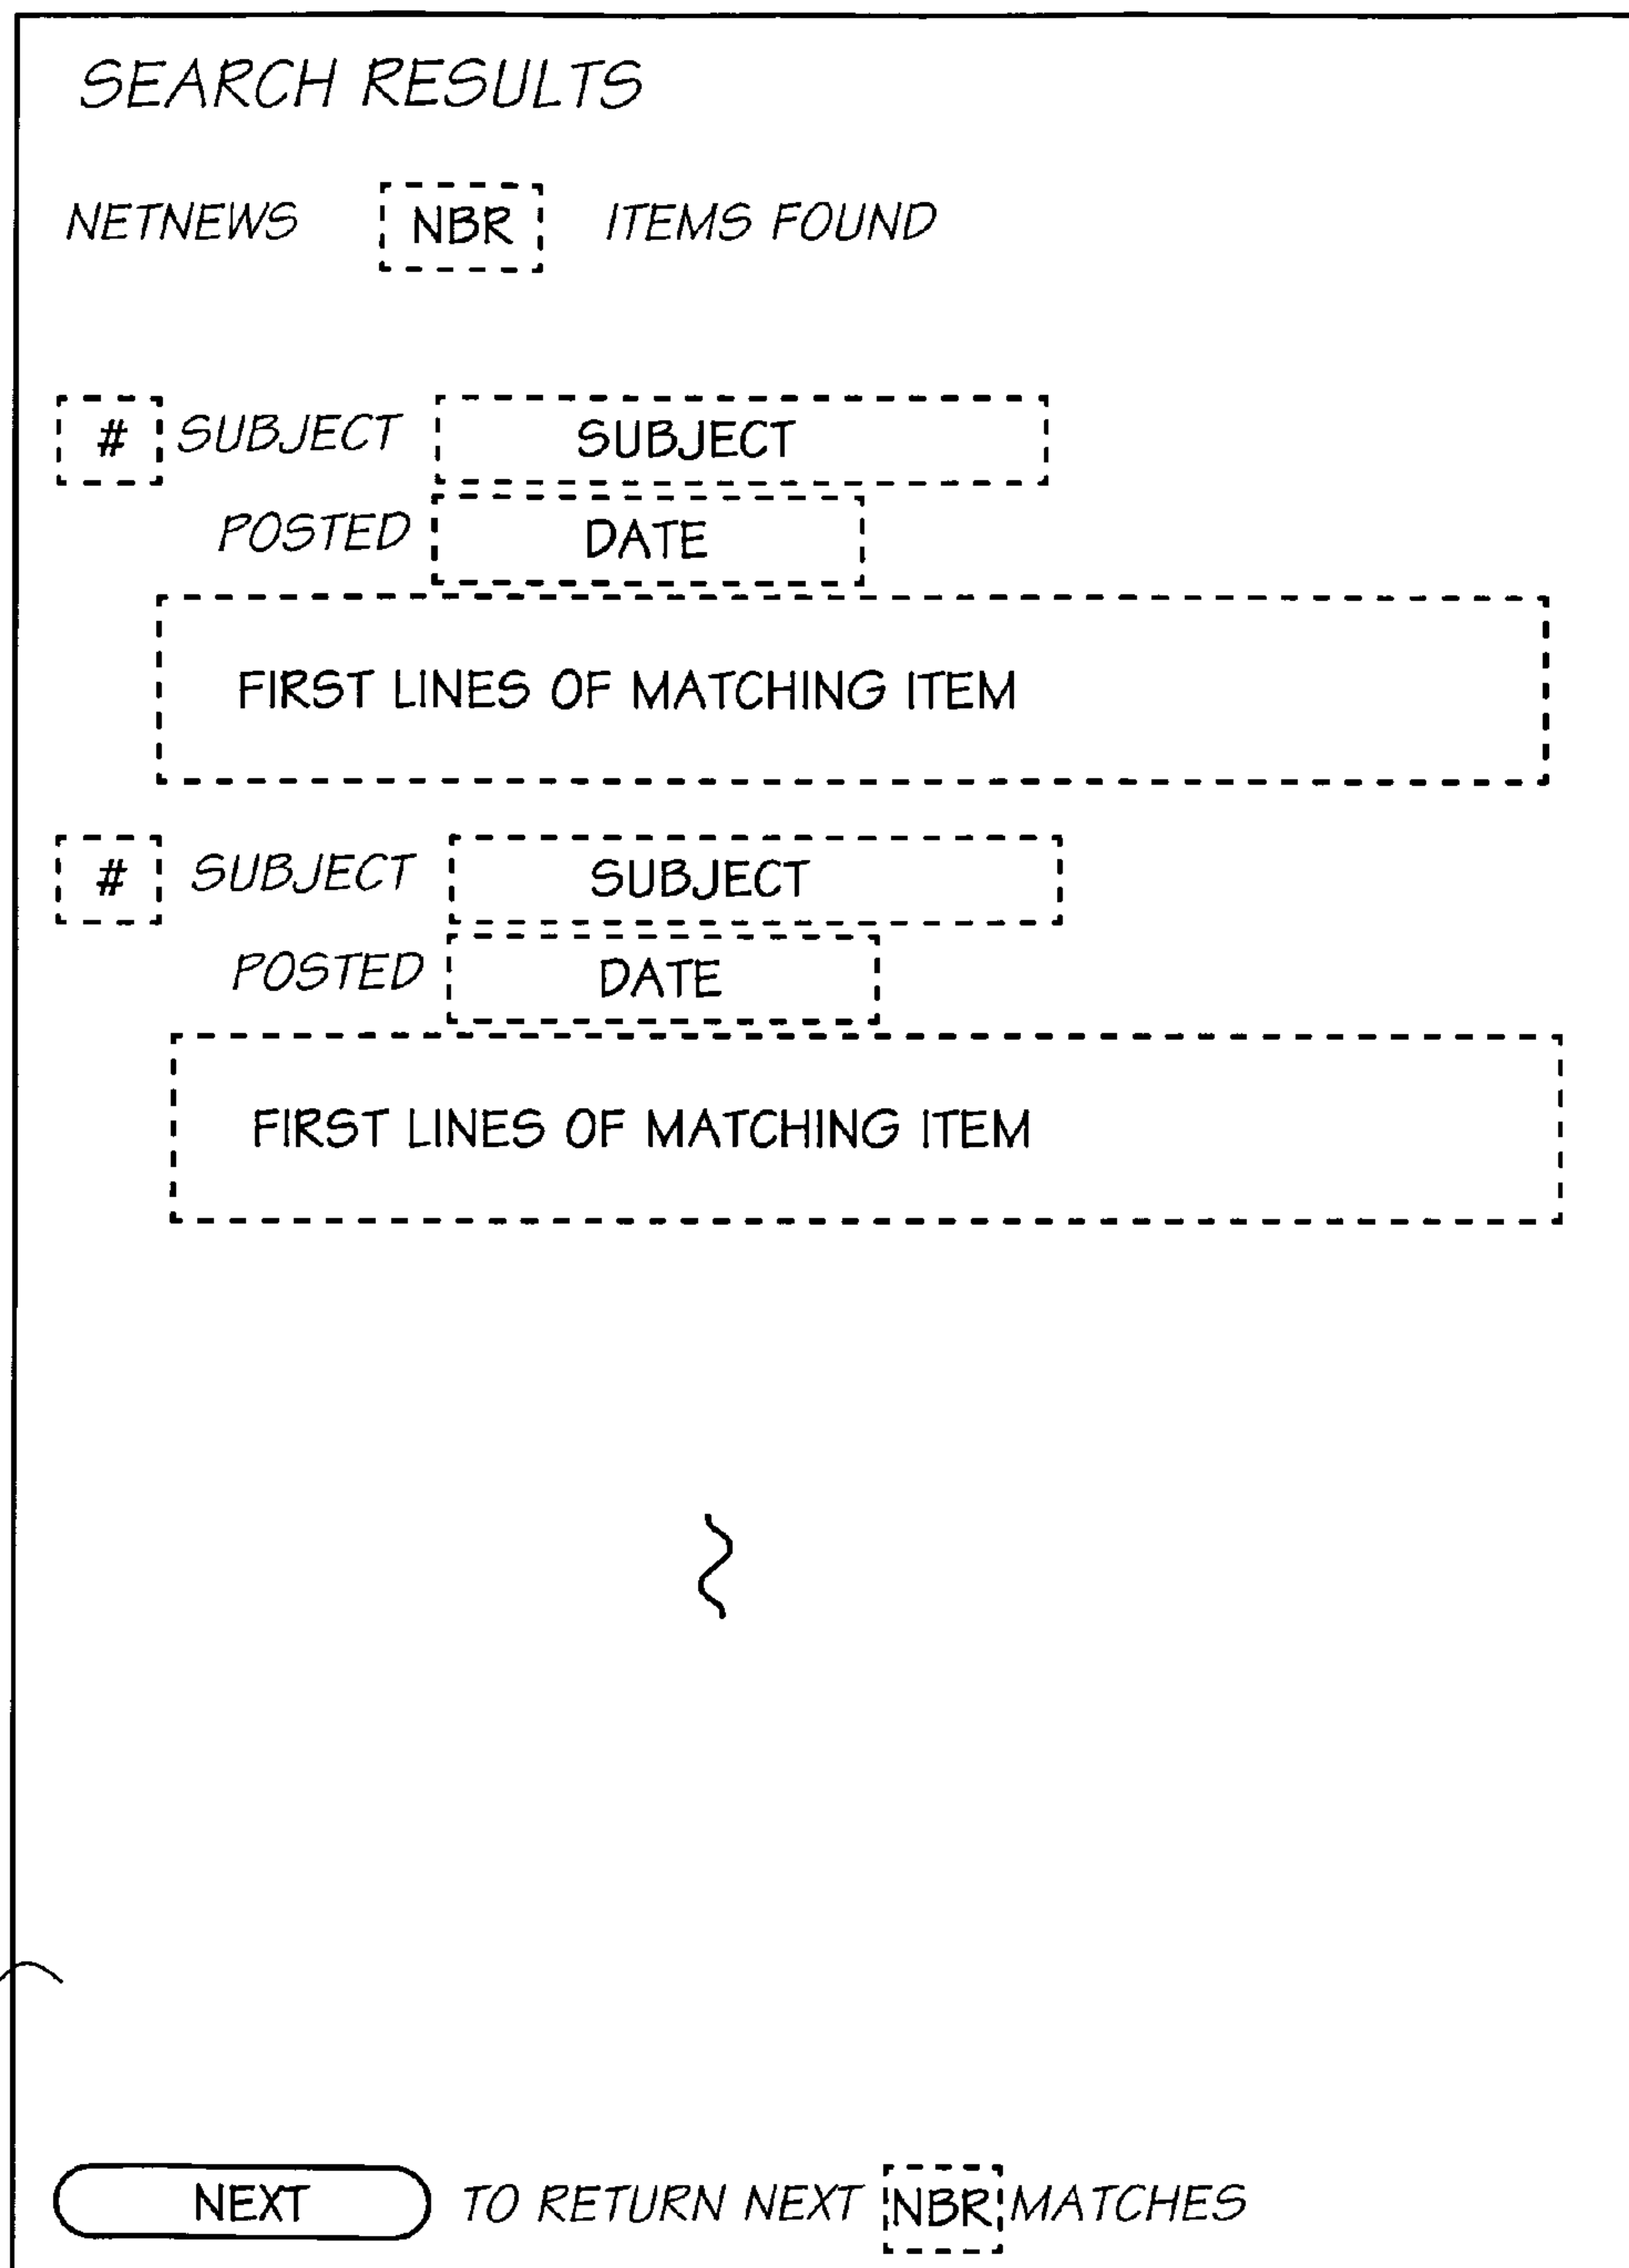 SEARCH RESULTS
NETNEWS NBR ITEMS FOUND
# SUBJECT SUBJECT
POSTED DATE
FIRST LINES OF MATCHING ITEM
# SUBJECT SUBJECT
POSTED DATE
FIRST LINES OF MATCHING ITEM
NEXT TO RETURN NEXT NBR MATCHES